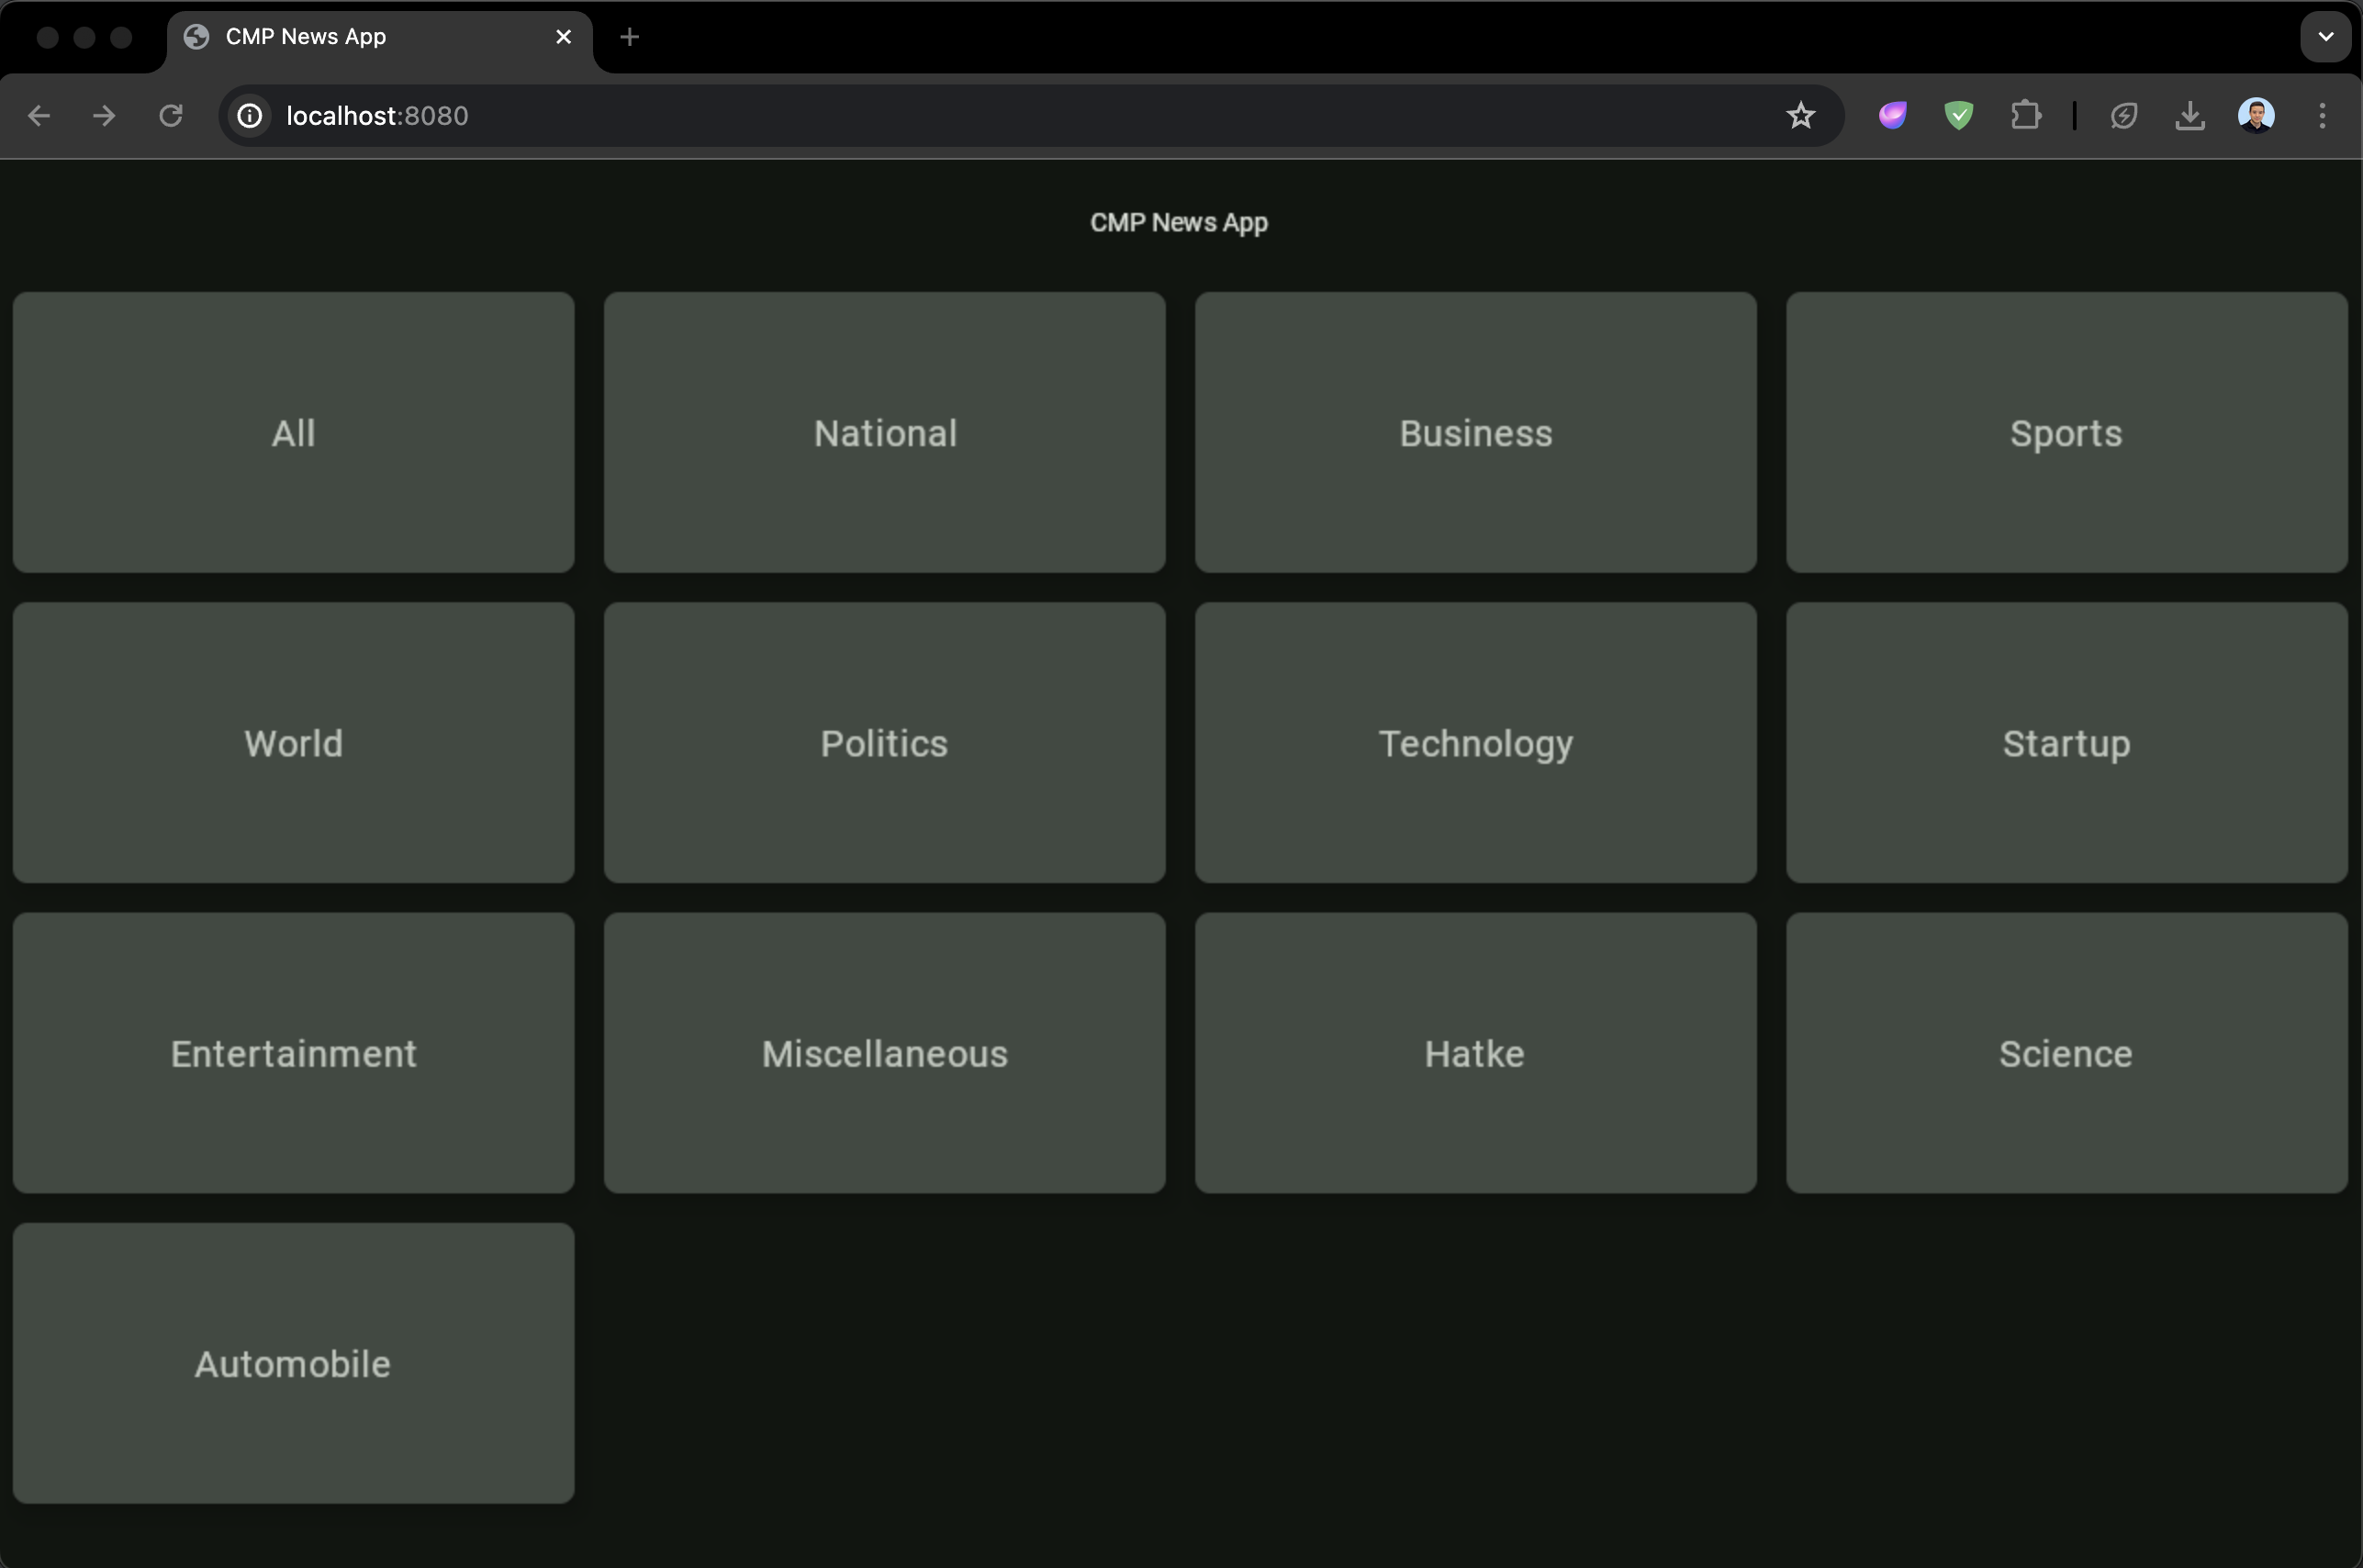 CMP News App
localhost:8080
CMP News App
All
National
Business
Sports
World
Politics
Technology
Startup
Entertainment
Miscellaneous
Hatke
Science
Automobile